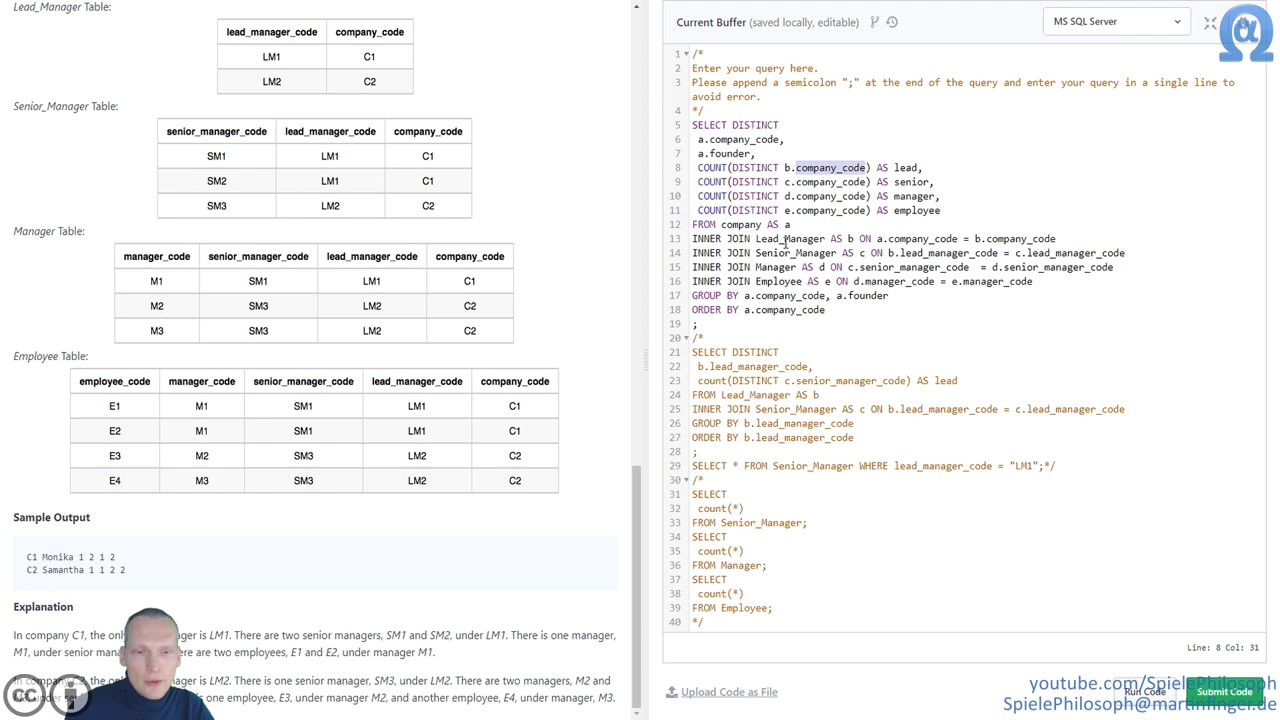 Lead_Manager Table:
lead_manager_code company_code
LM1 C1
LM2 C2
Senior_Manager Table:
senior_manager_code lead_manager_code company_code
SM1 LM1 C1
SM2 LM1 C1
SM3 LM2 C2
Manager Table:
manager_code senior_manager_code lead_manager_code company_code
M1 SM1 LM1 C1
M2 SM3 LM2 C2
M3 SM3 LM2 C2
Employee Table:
employee_code manager_code senior_manager_code lead_manager_code company_code
E1 M1 SM1 LM1 C1
E2 M1 SM1 LM1 C1
E3 M2 SM3 LM2 C2
E4 M3 SM3 LM2 C2
Sample Output
C1 Monika 1 2 1 2
C2 Samantha 1 1 2 2
Explanation
In company C1, the only ager is LM1. There are two senior managers, SM1 and SM2, under LM1. There is one manager,
M1, under senior man ere are two employees, E1 and E2, under manager M1.
In ager is LM2. There is one senior manager, SM3, under LM2. There are two managers, M2 and
is one employee, E3, under manager M2, and another employee, E4, under manager, M3.
Current Buffer (saved locally, editable)
MS SQL Server
1 /*
2 Enter your query here.
3 Please append a semicolon ";" at the end of the query and enter your query in a single line to
avoid error.
4 */
5 SELECT DISTINCT
6 a.company_code,
7 a.founder,
8 COUNT(DISTINCT b.company_code) AS lead,
9 COUNT(DISTINCT c.company_code) AS senior,
10 COUNT(DISTINCT d.company_code) AS manager,
11 COUNT(DISTINCT e.company_code) AS employee
12 FROM company AS a
13 INNER JOIN Lead_Manager AS b ON a.company_code = b.company_code
14 INNER JOIN Senior_Manager AS c ON b.lead_manager_code = c.lead_manager_code
15 INNER JOIN Manager AS d ON c.senior_manager_code  = d.senior_manager_code
16 INNER JOIN Employee AS e ON d.manager_code = e.manager_code
17 GROUP BY a.company_code, a.founder
18 ORDER BY a.company_code
19 ;
20 /*
21 SELECT DISTINCT
22 b.lead_manager_code,
23 count(DISTINCT c.senior_manager_code) AS lead
24 FROM Lead_Manager AS b
25 INNER JOIN Senior_Manager AS c ON b.lead_manager_code = c.lead_manager_code
26 GROUP BY b.lead_manager_code
27 ORDER BY b.lead_manager_code
28 ;
29 SELECT * FROM Senior_Manager WHERE lead_manager_code = "LM1";*/
30 /*
31 SELECT
32 count(*)
33 FROM Senior_Manager;
34 SELECT
35 count(*)
36 FROM Manager;
37 SELECT
38 count(*)
39 FROM Employee;
40 */
Line: 8 Col: 31
Upload Code as File
Run Code
Submit Code
youtube.com/SpielePhilosoph
SpielePhilosoph@martinfinger.de